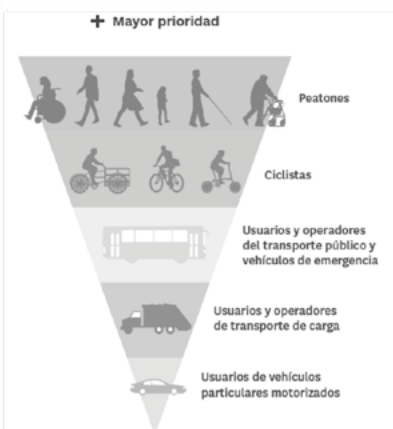 + Mayor prioridad
Peatones
Ciclistas
Usuarios y operadores
del transporte público y
vehículos de emergencia
Usuarios y operadores
de transporte de carga
Usuarios de vehículos
particulares motorizados